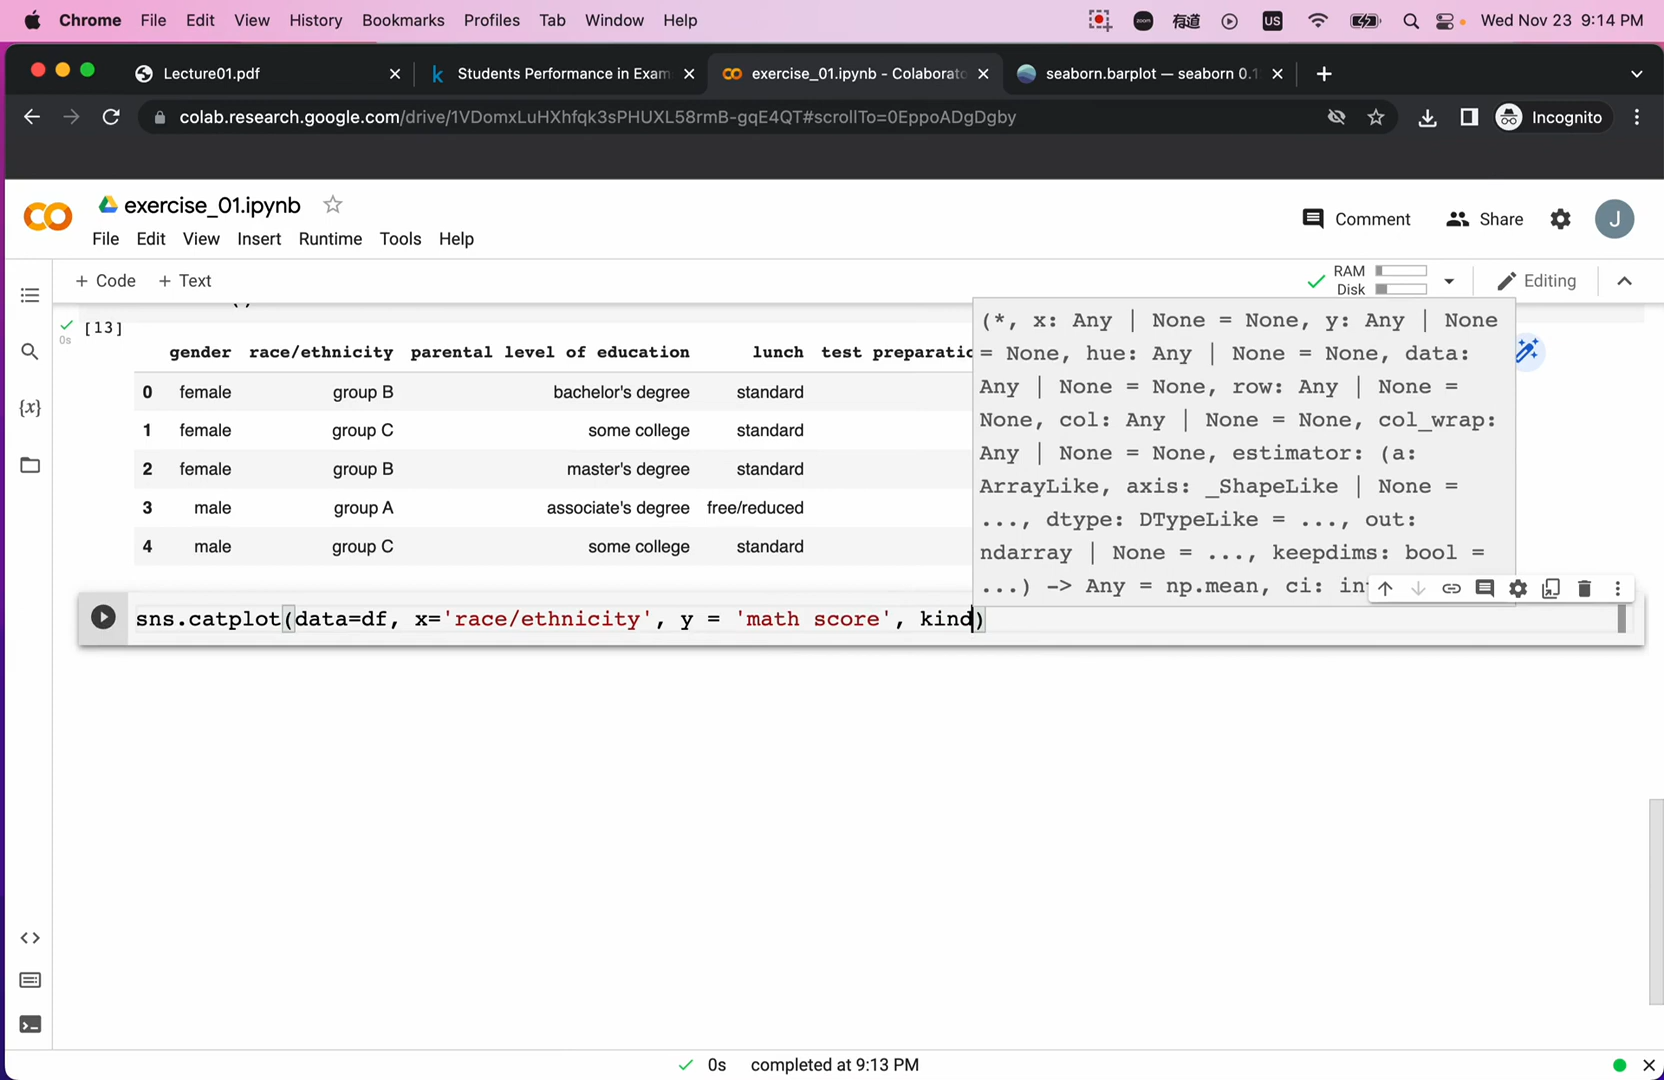 Chrome File Edit View History Bookmarks Profiles Tab Window Help zoom 有道 US Wed Nov 23 9:14 PM
Lecture01.pdf Students Performance in Exam exercise_01.ipynb - Colaborato seaborn.barplot — seaborn 0.1
colab.research.google.com/drive/1VDomxLuHXhfqk3sPHUXL58rmB-gqE4QT#scrollTo=0EppoADgDgby Incognito
exercise_01.ipynb
Comment Share J
File Edit View Insert Runtime Tools Help
+ Code + Text RAM Disk Editing
[13]
0s
gender race/ethnicity parental level of education lunch test preparatio
0 female group B bachelor's degree standard
1 female group C some college standard
2 female group B master's degree standard
3 male group A associate's degree free/reduced
4 male group C some college standard
(*, x: Any | None = None, y: Any | None
= None, hue: Any | None = None, data:
Any | None = None, row: Any | None =
None, col: Any | None = None, col_wrap:
Any | None = None, estimator: (a:
ArrayLike, axis: _ShapeLike | None =
..., dtype: DTypeLike = ..., out:
ndarray | None = ..., keepdims: bool =
...) -> Any = np.mean, ci: in
sns.catplot(data=df, x='race/ethnicity', y = 'math score', kind)
{x}
0s completed at 9:13 PM